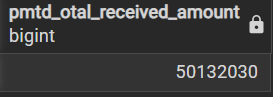 pmtd_otal_received_amount
bigint
50132030